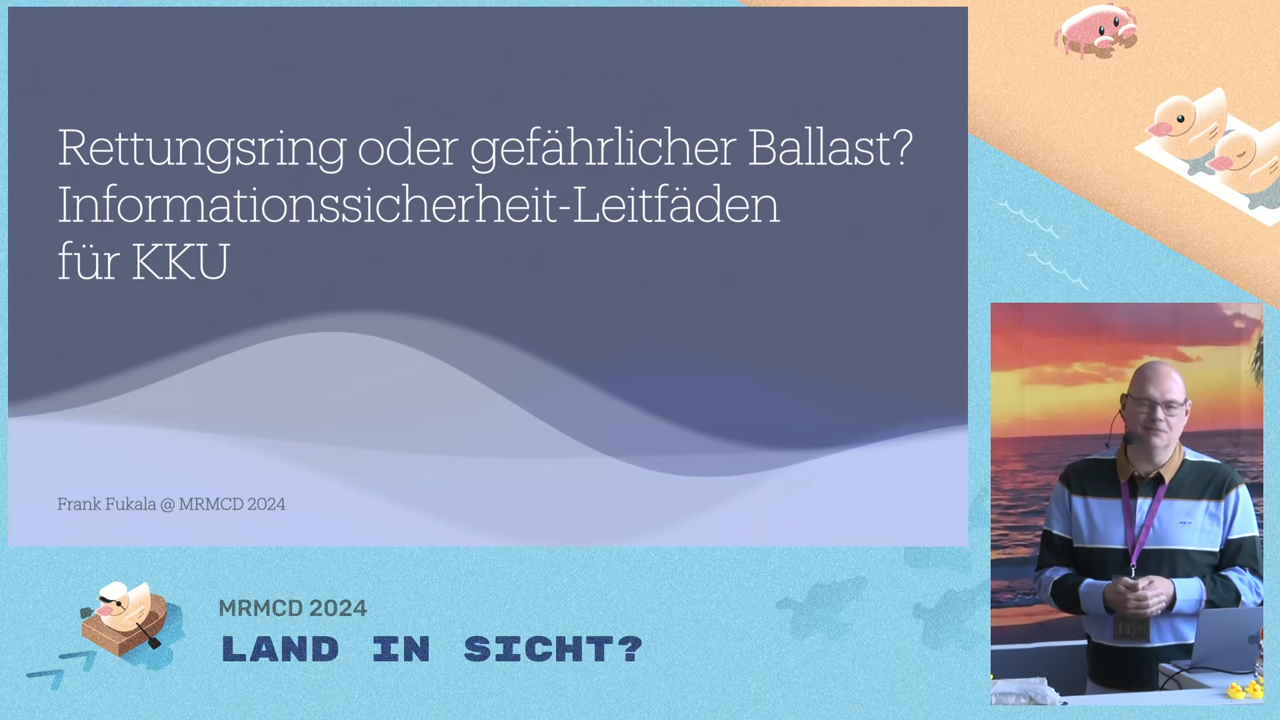 Rettungsring oder gefährlicher Ballast?
Informationssicherheit-Leitfäden
für KKU
Frank Fukala @ MRMCD 2024
MRMCD 2024
LAND IN SICHT?